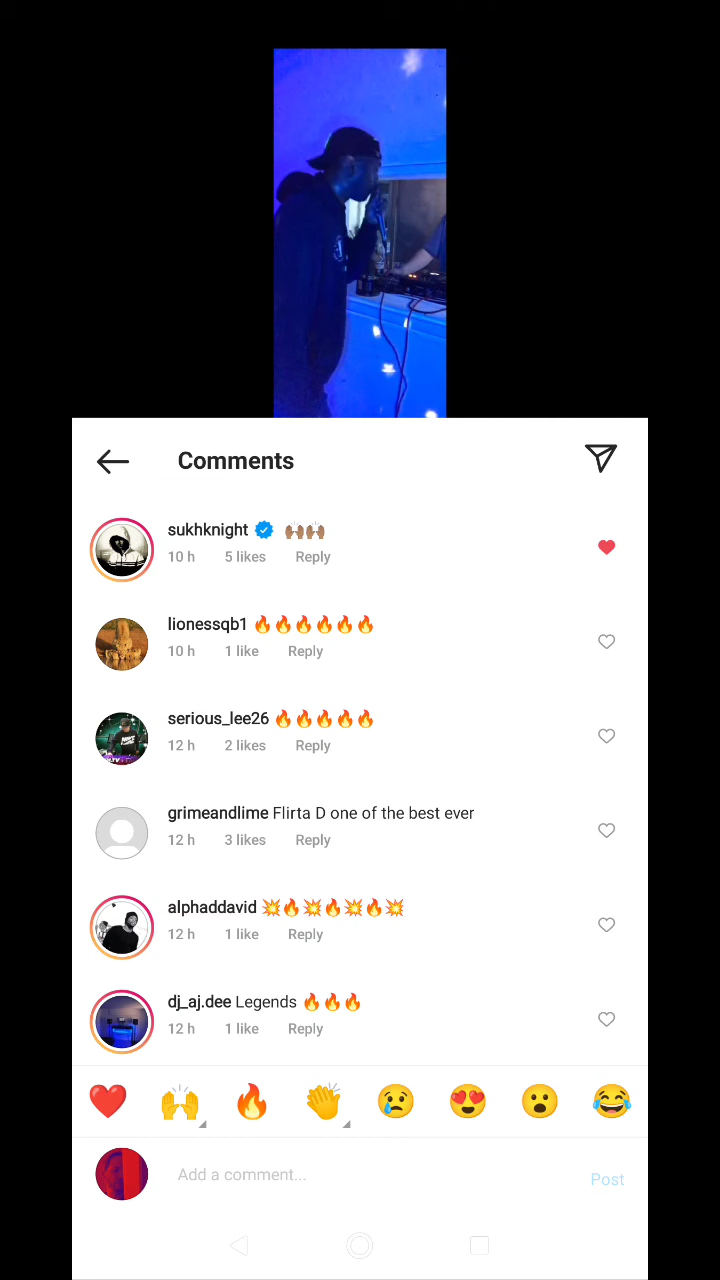 Comments
sukhknight 🙌🏽🙌🏽
10 h 5 likes Reply
lionessqb1 🔥🔥🔥🔥🔥🔥
10 h 1 like Reply
serious_lee26 🔥🔥🔥🔥🔥
12 h 2 likes Reply
grimeandlime Flirta D one of the best ever
12 h 3 likes Reply
alphaddavid 💥🔥💥🔥💥🔥💥
12 h 1 like Reply
dj_aj.dee Legends 🔥🔥🔥
12 h 1 like Reply
❤️ 🙌 🔥 👏 😢 😍 😮 😂
Add a comment... Post